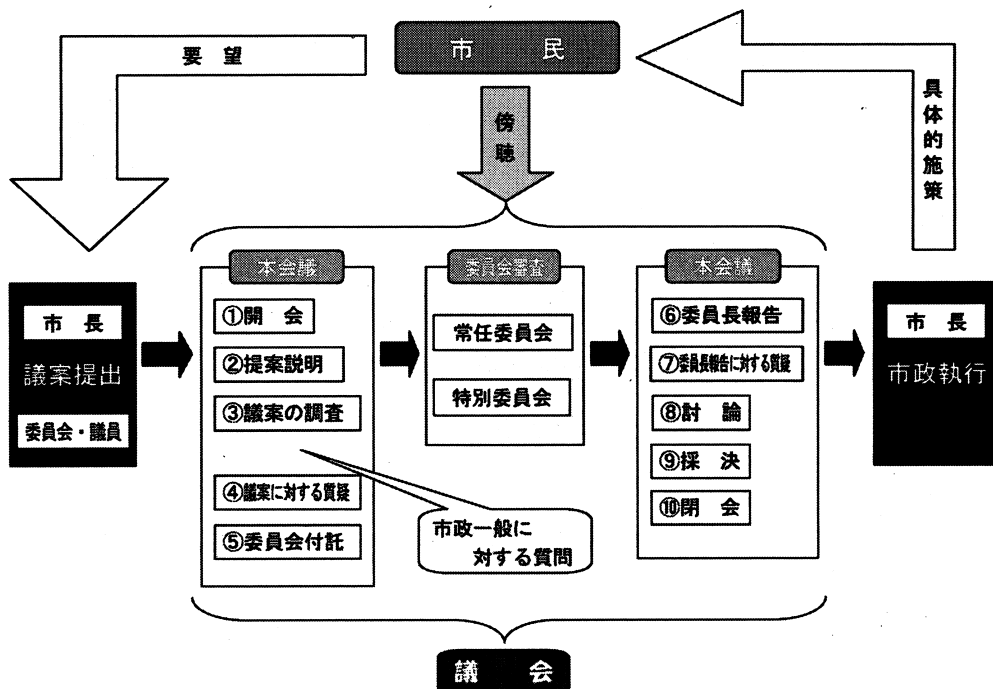 市　民
要　望
傍聴
具体的施策
市　長
議案提出
委員会・議員
本会議
①開　会
②提案説明
③議案の調査
④議案に対する質疑
⑤委員会付託
市政一般に
対する質問
委員会審査
常任委員会
特別委員会
本会議
⑥委員長報告
⑦委員長報告に対する質疑
⑧討　論
⑨採　決
⑩閉　会
市　長
市政執行
議　会